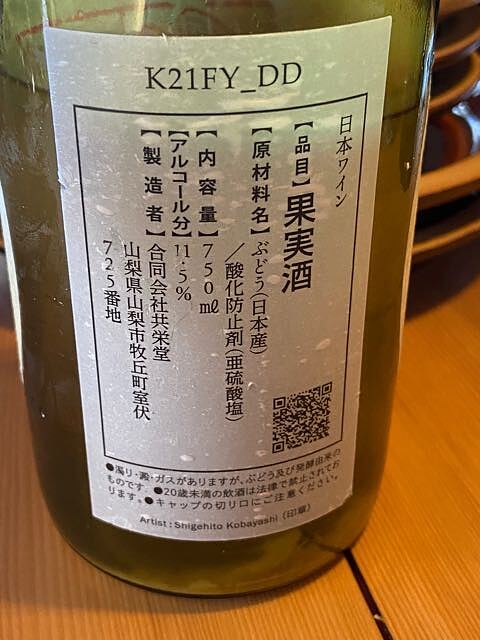 K21FY_DD
日本ワイン
【品目】果実酒
【原材料名】ぶどう(日本産)
／酸化防止剤(亜硫酸塩)
【内容量】750㎖
【アルコール分】11.5%
【製造者】合同会社共栄堂
山梨県山梨市牧丘町室伏
725番地
●濁り・澱・ガスがありますが、ぶどう及び発酵由来の
ものです。●20歳未満の飲酒は法律で禁止されてお
ります。●キャップの切り口にご注意ください。
Artist : Shigehito Kobayashi（印章）